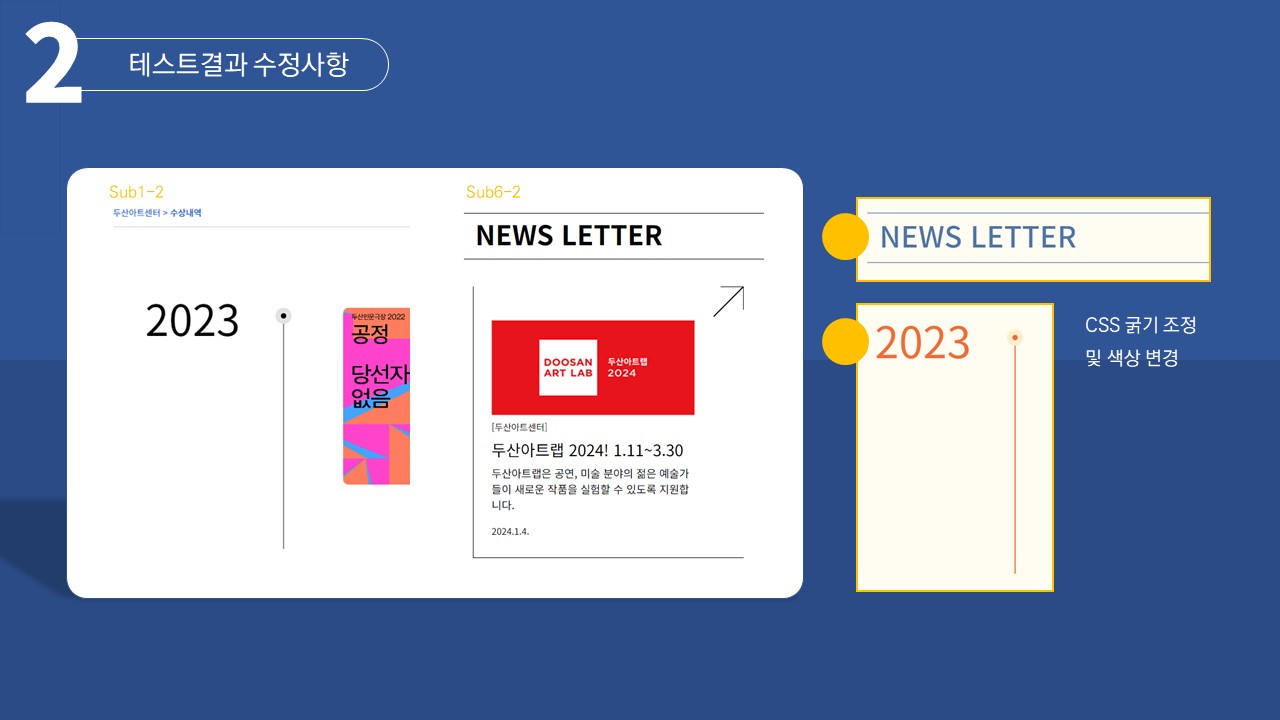 2
테스트결과 수정사항
Sub1-2
두산아트센터 > 수상내역
2023
두산인문극상 2022
공정
당선자
없음
Sub6-2
NEWS LETTER
DOOSAN
ART LAB
두산아트랩
2024
[두산아트센터]
두산아트랩 2024! 1.11~3.30
두산아트랩은 공연, 미술 분야의 젊은 예술가
들이 새로운 작품을 실험할 수 있도록 지원합
니다.
2024.1.4.
NEWS LETTER
2023
CSS 굵기 조정
및 색상 변경